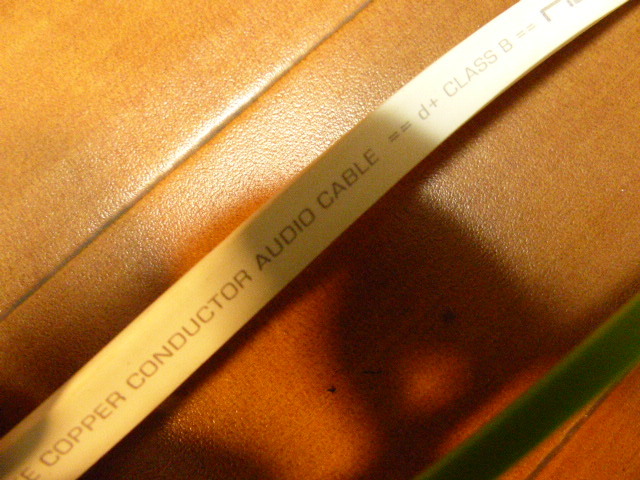 COPPER CONDUCTOR AUDIO CABLE == d+ CLASS B ==